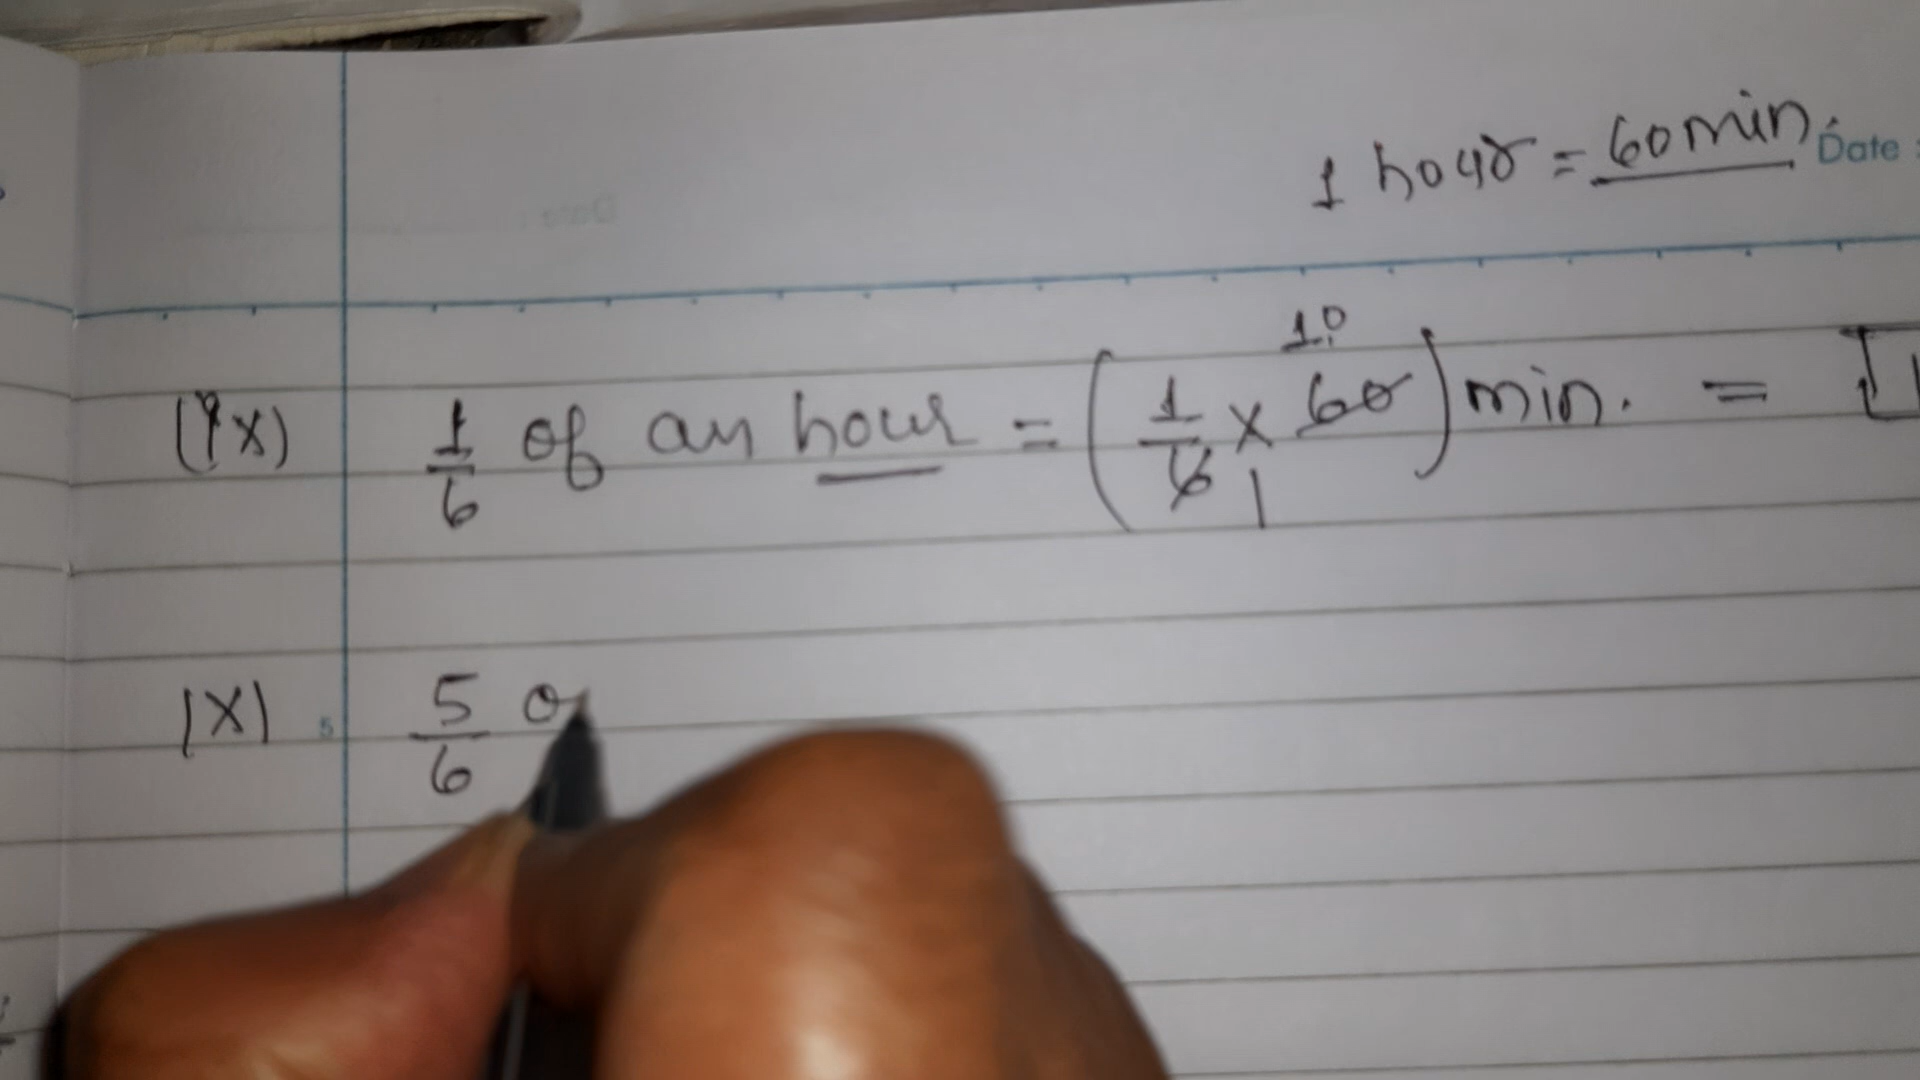 1 hour = 60 min.
Date :
(ix) 1/6 of an hour = ( 1/6 × 60 ) min. =
10
1
(x) 5/6 o
5